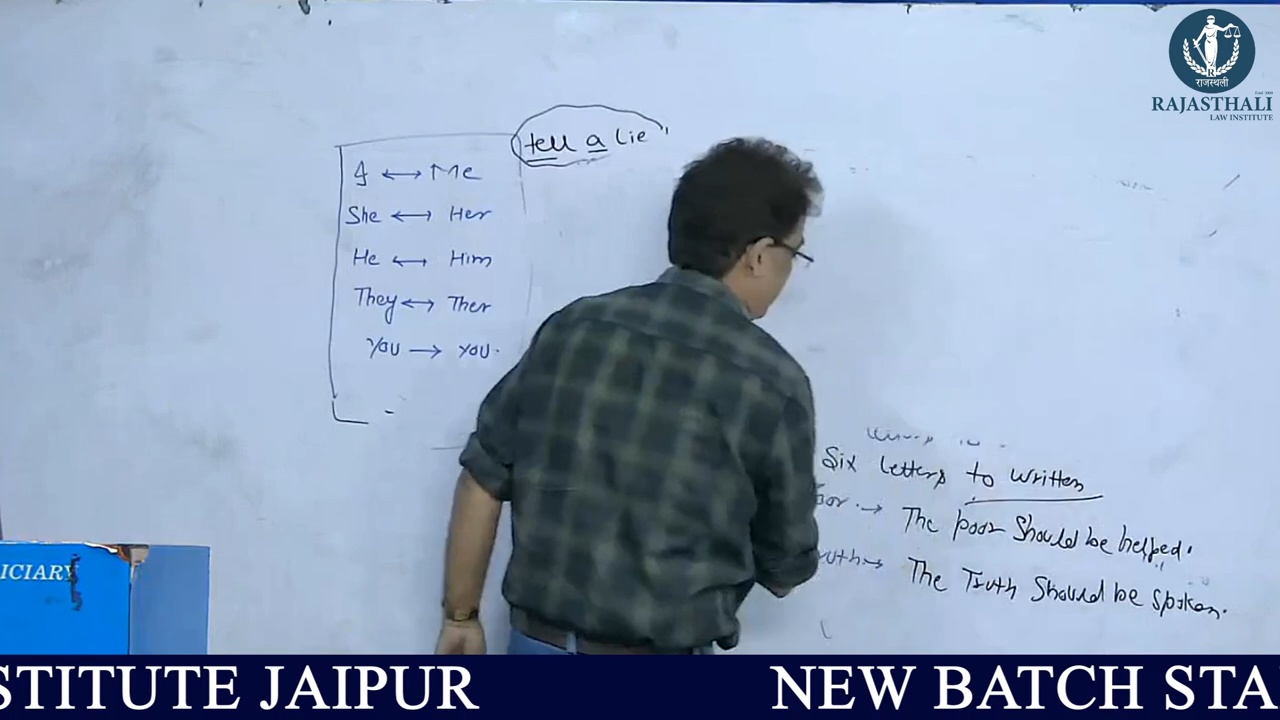 राजस्थली
RAJASTHALI
LAW INSTITUTE
tell a lie
I ↔ Me
She ↔ Her
He ↔ Him
They ↔ Ther
You → you.
Six letters to written
→ The poor Should be helped.
→ The Truth Should be spoken.
ICIARY
STITUTE JAIPUR NEW BATCH STA